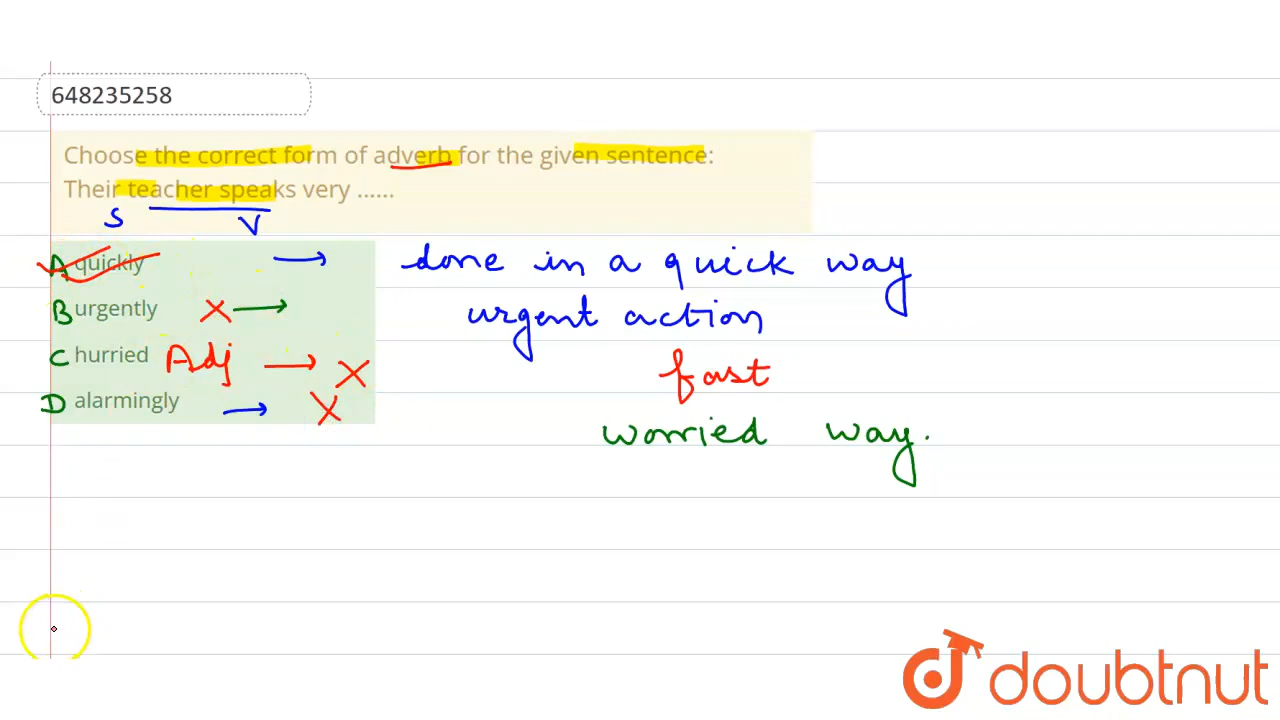 648235258
Choose the correct form of adverb for the given sentence:
Their teacher speaks very ......
S V
A quickly → done in a quick way
B urgently X → urgent action
C hurried Adj → X fast
D alarmingly → X worried way.
doubtnut